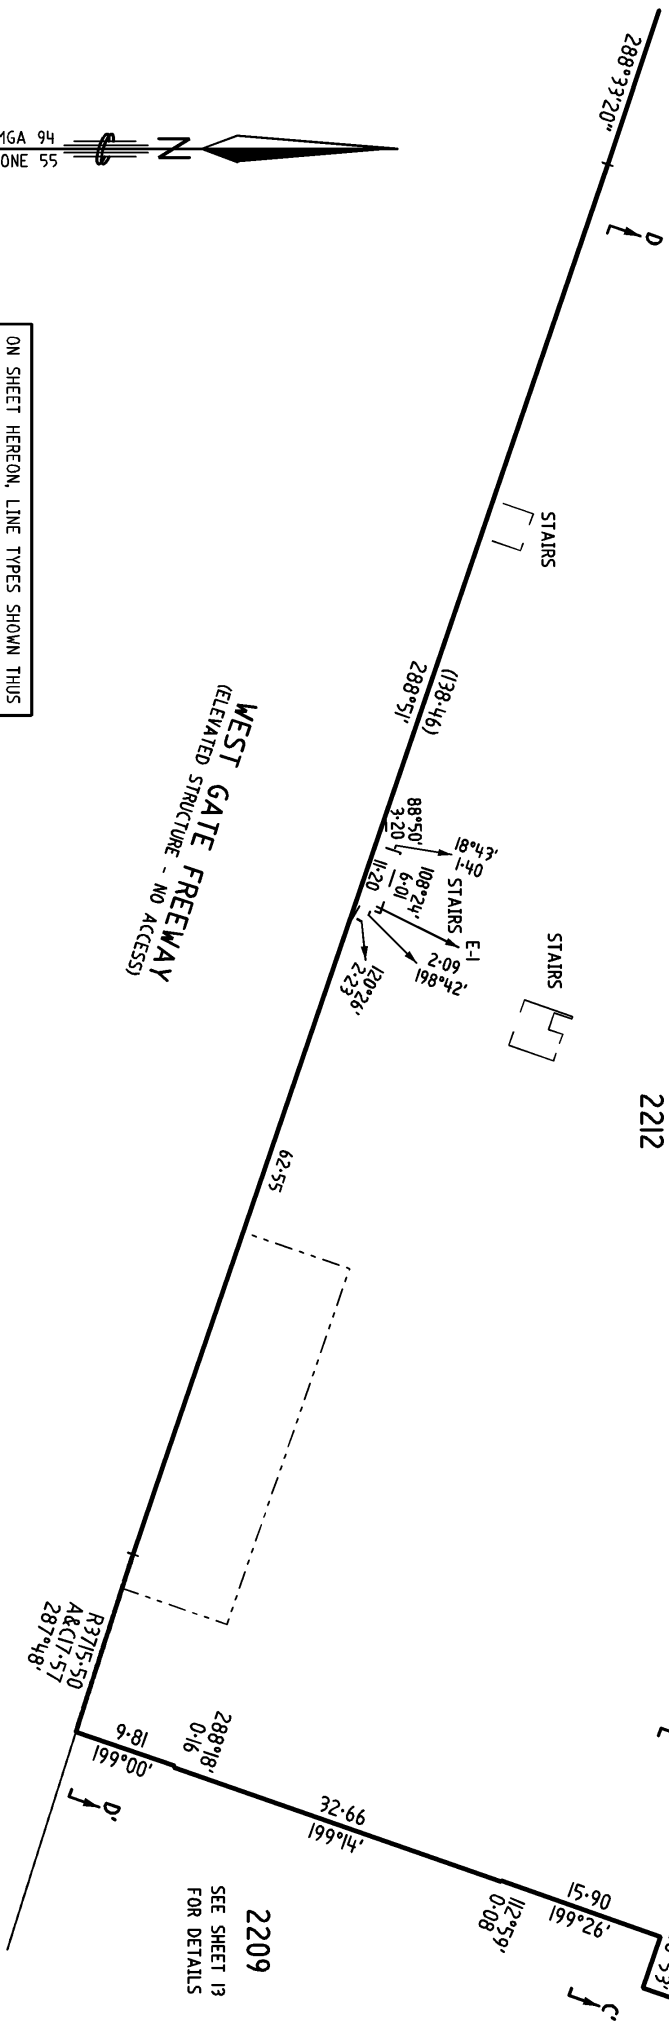 288°33'20"
MGA 94
ZONE 55
N
D
ON SHEET HEREON, LINE TYPES SHOWN THUS
STAIRS
(138·46)
288°51'
WEST GATE FREEWAY
(ELEVATED STRUCTURE - NO ACCESS)
88°50'
3·20
18°43'
1·40
11·20
108°24'
6·01
STAIRS
E-1
2·09
198°42'
120°26'
2·23
STAIRS
2212
62·55
R3715·50
A&C17·57
287°48'
9·81
199°00'
288°18'
0·16
D'
32·66
199°14'
2209
SEE SHEET 13
FOR DETAILS
112°59'
0·08
15·90
199°26'
C'